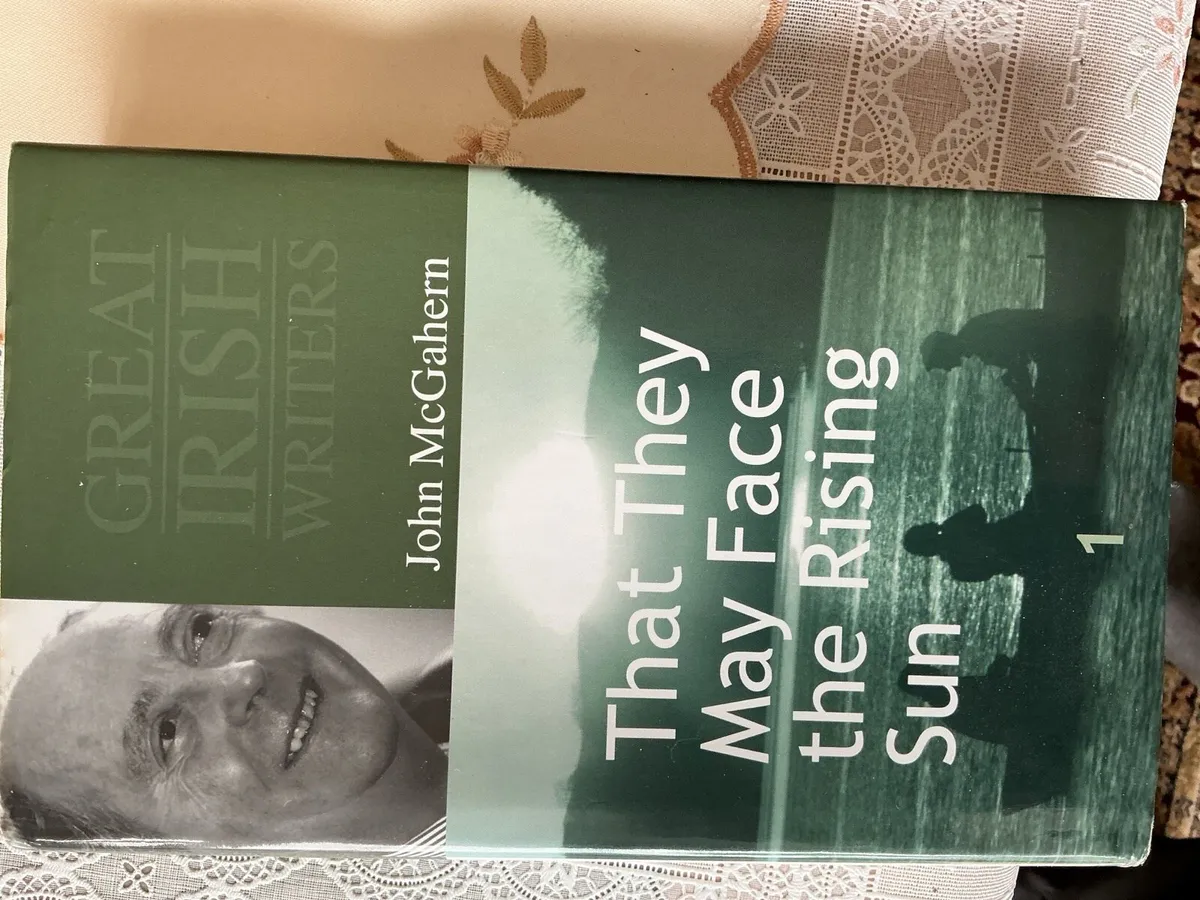 GREAT
IRISH
WRITERS
John McGahern
That They
May Face
the Rising
Sun
1